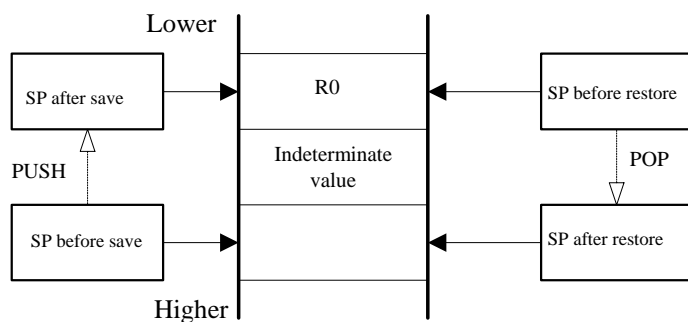 Lower
SP after save
R0
SP before restore
PUSH
Indeterminate
value
POP
SP before save
SP after restore
Higher